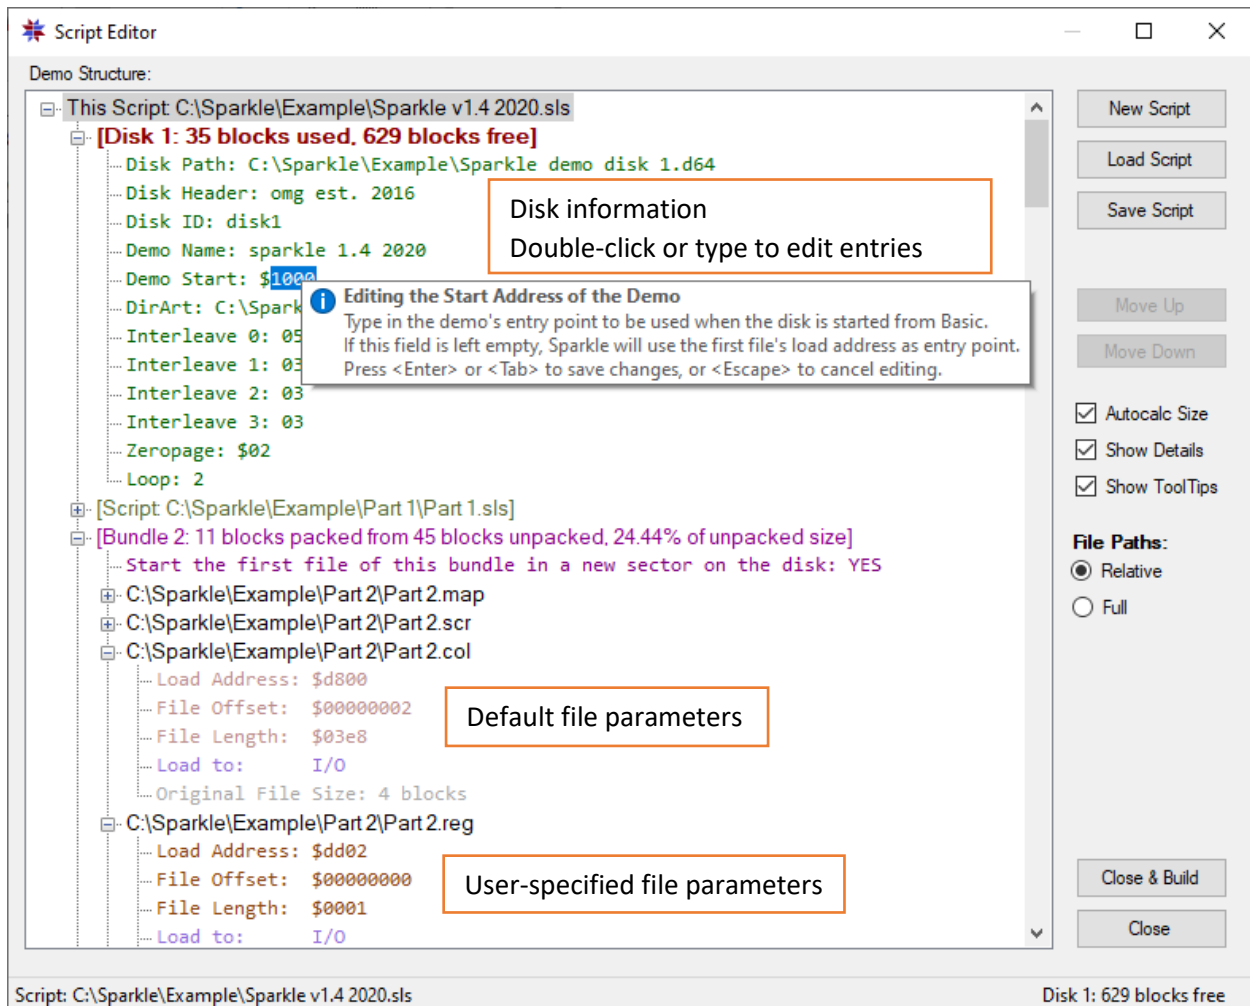 Script Editor
Demo Structure:
This Script: C:\Sparkle\Example\Sparkle v1.4 2020.sls
[Disk 1: 35 blocks used, 629 blocks free]
Disk Path: C:\Sparkle\Example\Sparkle demo disk 1.d64
Disk Header: omg est. 2016
Disk ID: disk1
Demo Name: sparkle 1.4 2020
Demo Start: $1000
DirArt: C:\Spark
Interleave 0: 05
Interleave 1: 03
Interleave 2: 03
Interleave 3: 03
Zeropage: $02
Loop: 2
Disk information
Double-click or type to edit entries
Editing the Start Address of the Demo
Type in the demo's entry point to be used when the disk is started from Basic.
If this field is left empty, Sparkle will use the first file's load address as entry point.
Press <Enter> or <Tab> to save changes, or <Escape> to cancel editing.
[Script: C:\Sparkle\Example\Part 1\Part 1.sls]
[Bundle 2: 11 blocks packed from 45 blocks unpacked, 24.44% of unpacked size]
Start the first file of this bundle in a new sector on the disk: YES
C:\Sparkle\Example\Part 2\Part 2.map
C:\Sparkle\Example\Part 2\Part 2.scr
C:\Sparkle\Example\Part 2\Part 2.col
Load Address: $d800
File Offset: $00000002
File Length: $03e8
Load to: I/O
Original File Size: 4 blocks
Default file parameters
C:\Sparkle\Example\Part 2\Part 2.reg
Load Address: $dd02
File Offset: $00000000
File Length: $0001
Load to: I/O
User-specified file parameters
New Script
Load Script
Save Script
Move Up
Move Down
Autocalc Size
Show Details
Show ToolTips
File Paths:
Relative
Full
Close & Build
Close
Script: C:\Sparkle\Example\Sparkle v1.4 2020.sls
Disk 1: 629 blocks free